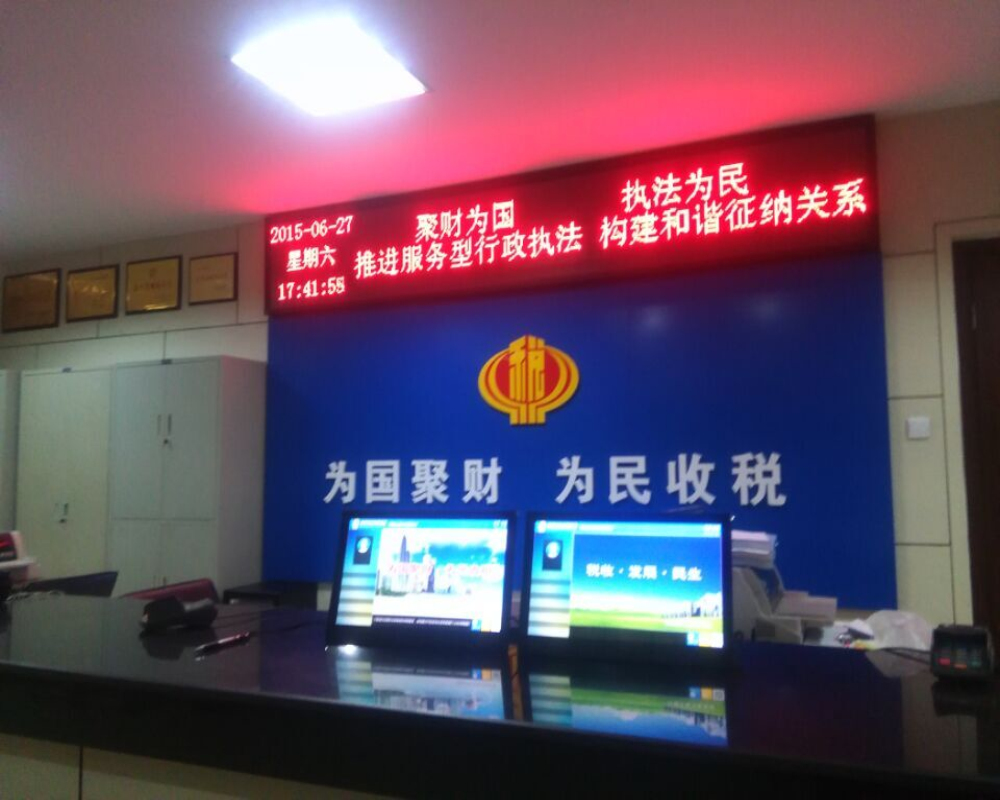 2015-06-27
星期六
17:41:58
聚财为国 执法为民
推进服务型行政执法 构建和谐征纳关系
税
为国聚财 为民收税
税收·发展·民生